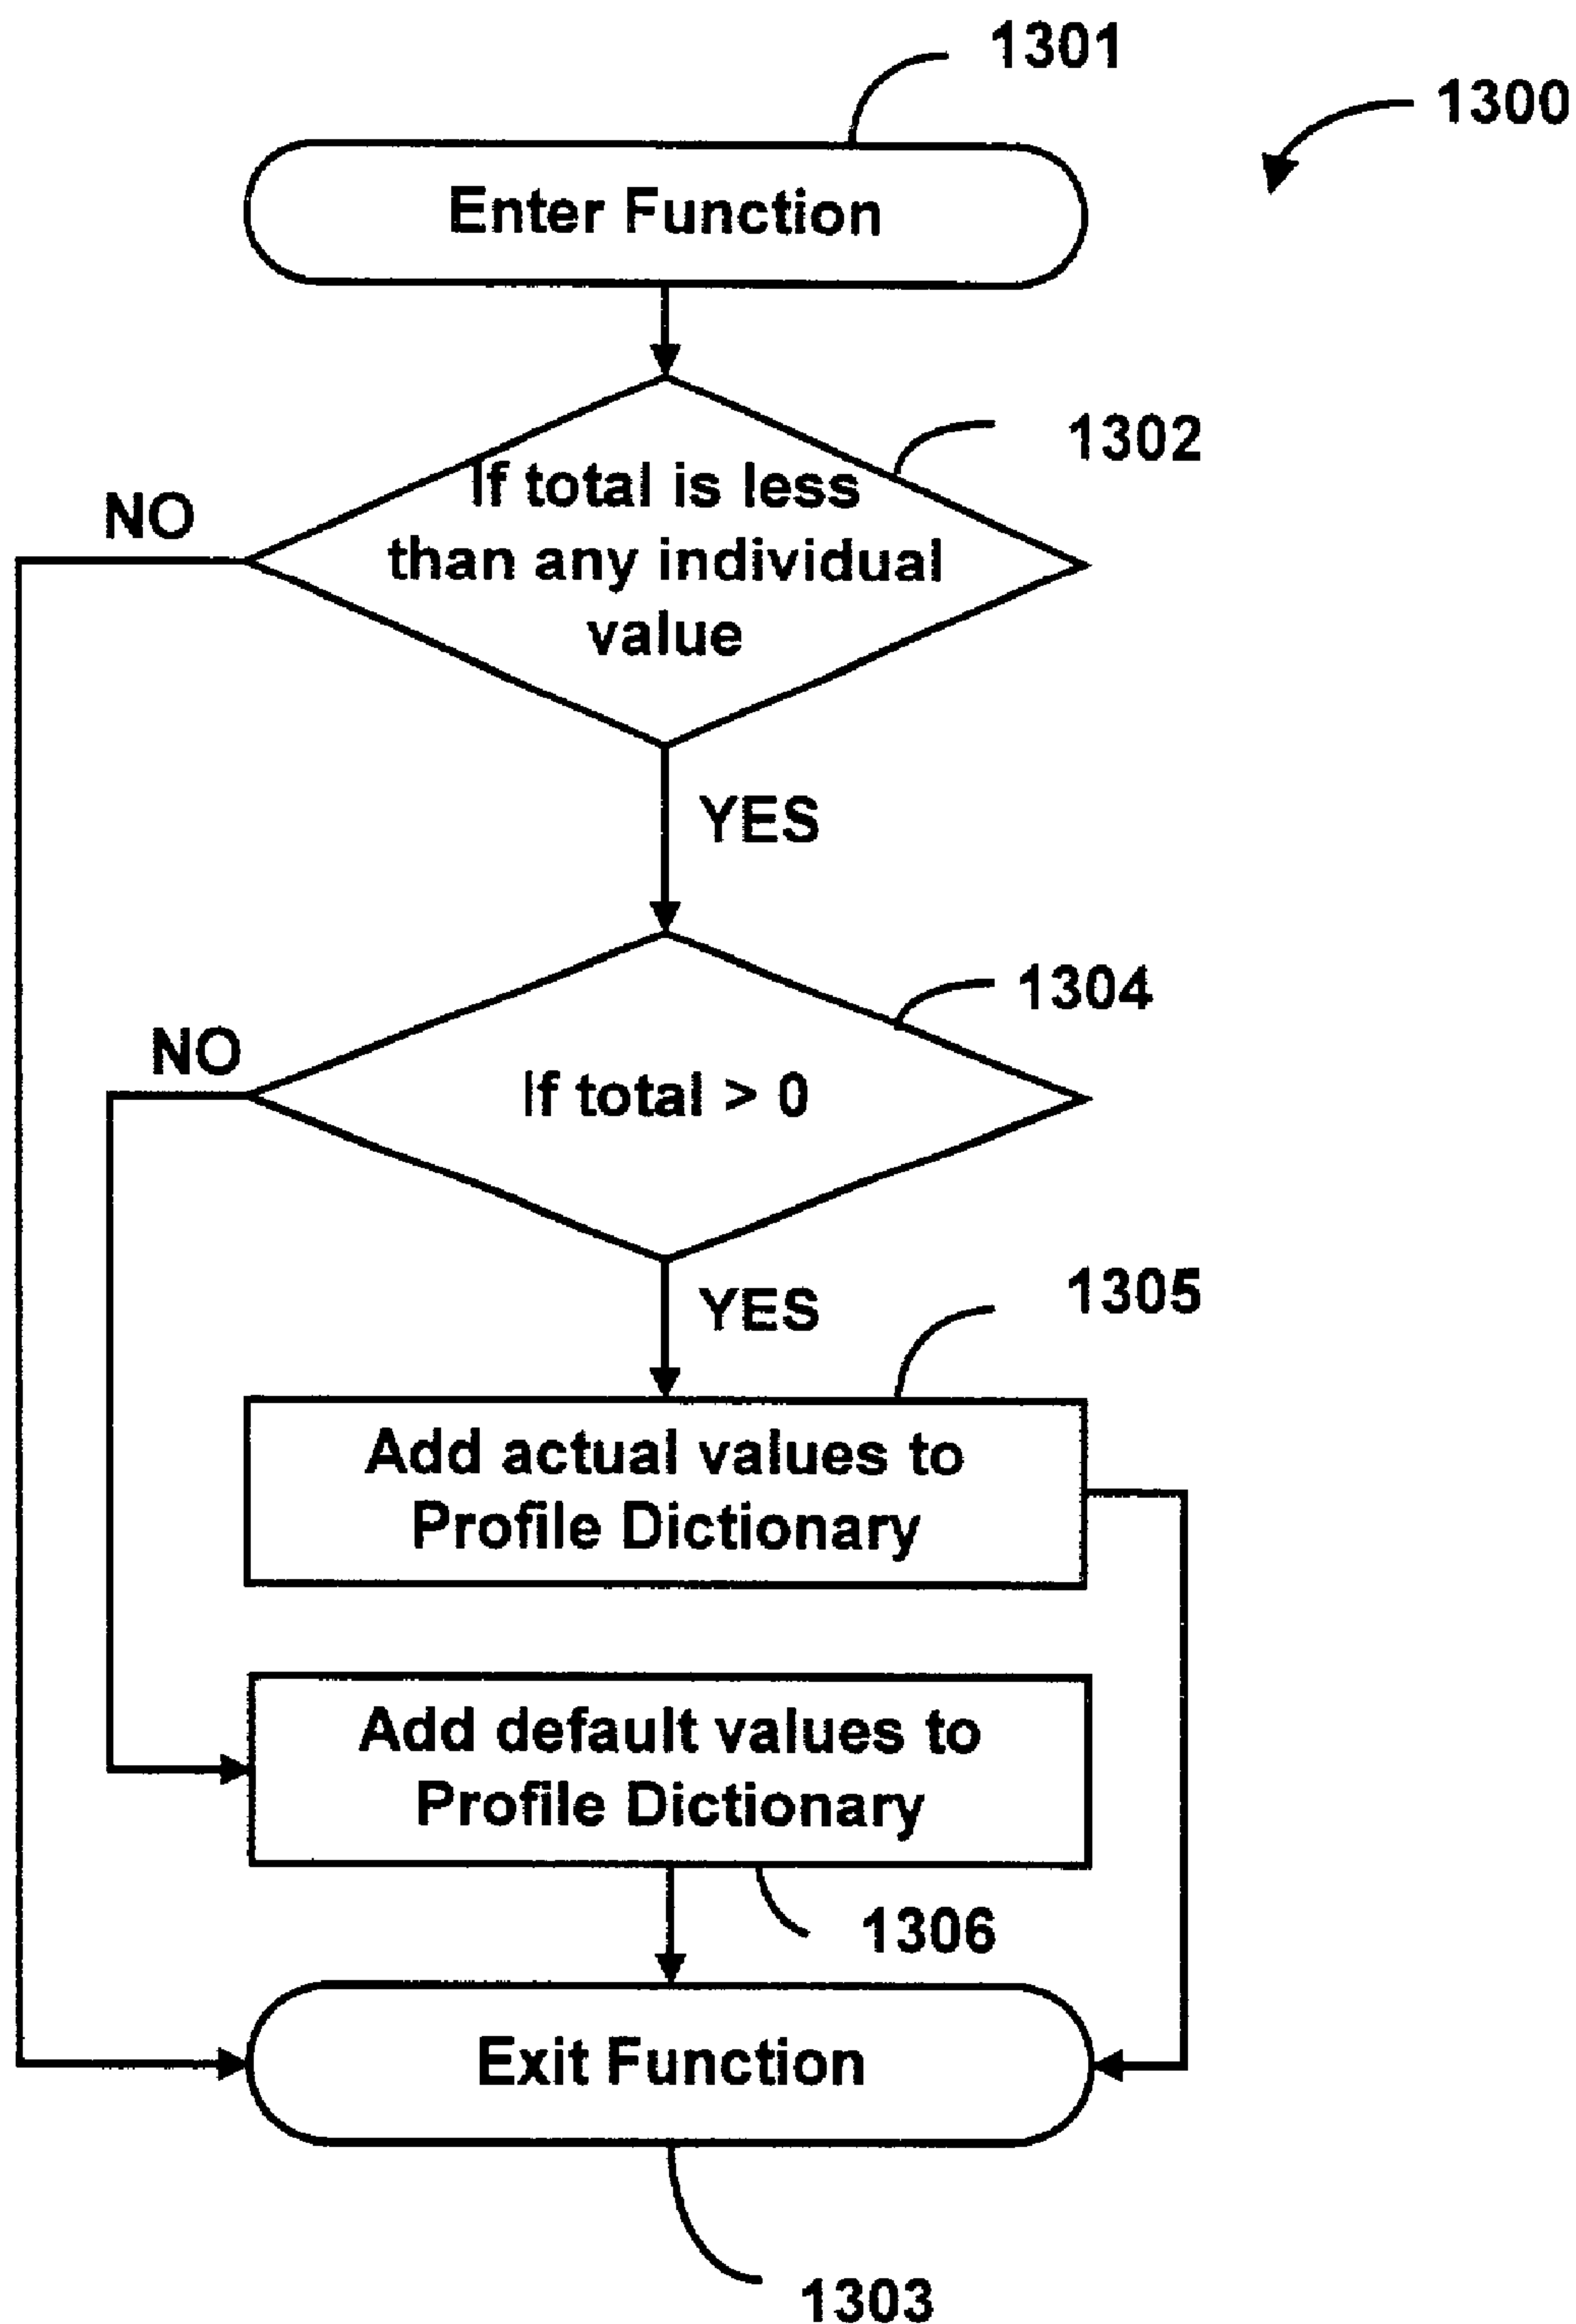 1301
1300
Enter Function
1302
If total is less
than any individual
value
NO
YES
1304
NO
If total > 0
YES
1305
Add actual values to
Profile Dictionary
Add default values to
Profile Dictionary
1306
Exit Function
1303